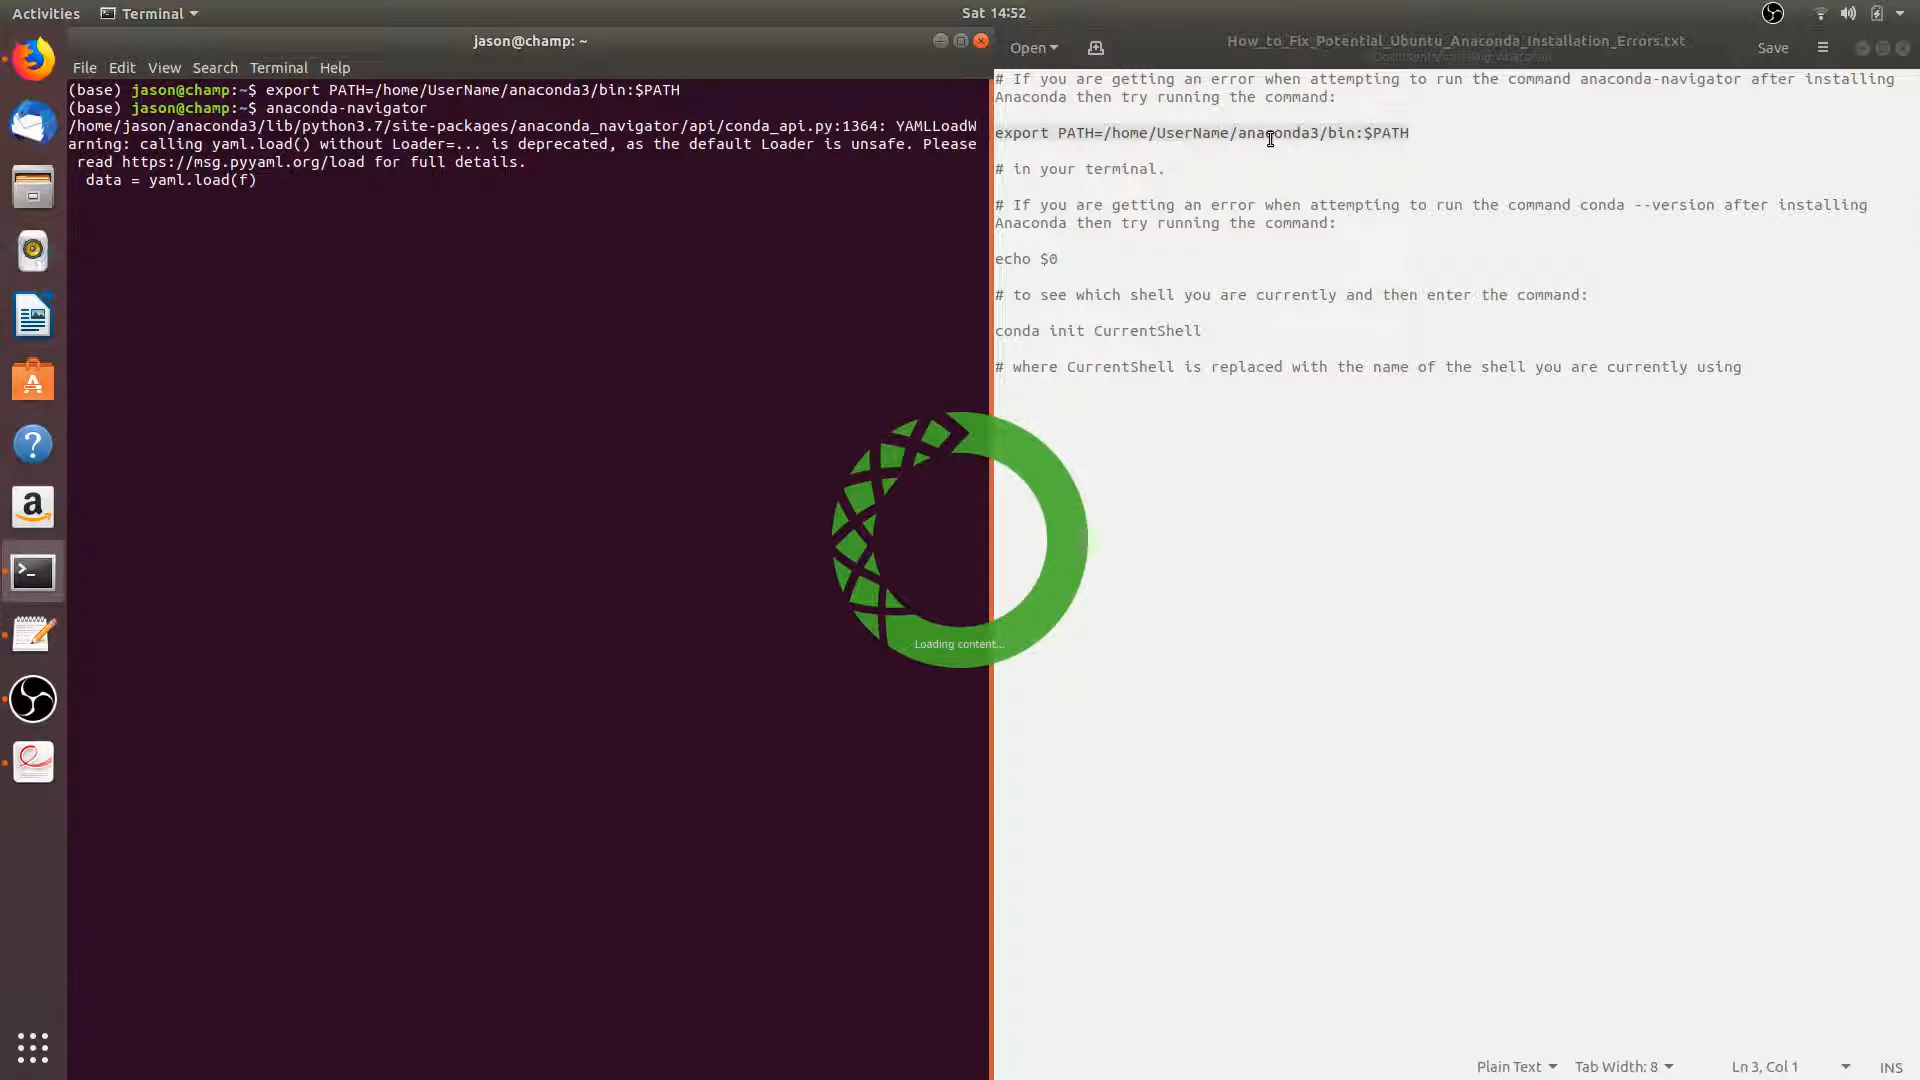 Activities
Terminal
Sat 14:52
jason@champ: ~
File Edit View Search Terminal Help
(base) jason@champ:~$ export PATH=/home/UserName/anaconda3/bin:$PATH
(base) jason@champ:~$ anaconda-navigator
/home/jason/anaconda3/lib/python3.7/site-packages/anaconda_navigator/api/conda_api.py:1364: YAMLLoadW
arning: calling yaml.load() without Loader=... is deprecated, as the default Loader is unsafe. Please
read https://msg.pyyaml.org/load for full details.
data = yaml.load(f)
Loading content...
Open
How_to_Fix_Potential_Ubuntu_Anaconda_Installation_Errors.txt
Save
# If you are getting an error when attempting to run the command anaconda-navigator after installing
Anaconda then try running the command:
export PATH=/home/UserName/anaconda3/bin:$PATH
# in your terminal.
# If you are getting an error when attempting to run the command conda --version after installing
Anaconda then try running the command:
echo $0
# to see which shell you are currently and then enter the command:
conda init CurrentShell
# where CurrentShell is replaced with the name of the shell you are currently using
Plain Text
Tab Width: 8
Ln 3, Col 1
INS